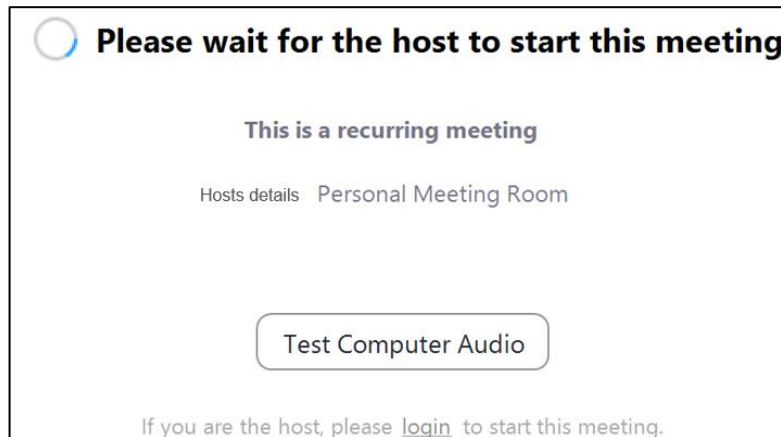 Please wait for the host to start this meeting
This is a recurring meeting
Hosts details Personal Meeting Room
Test Computer Audio
If you are the host, please login to start this meeting.